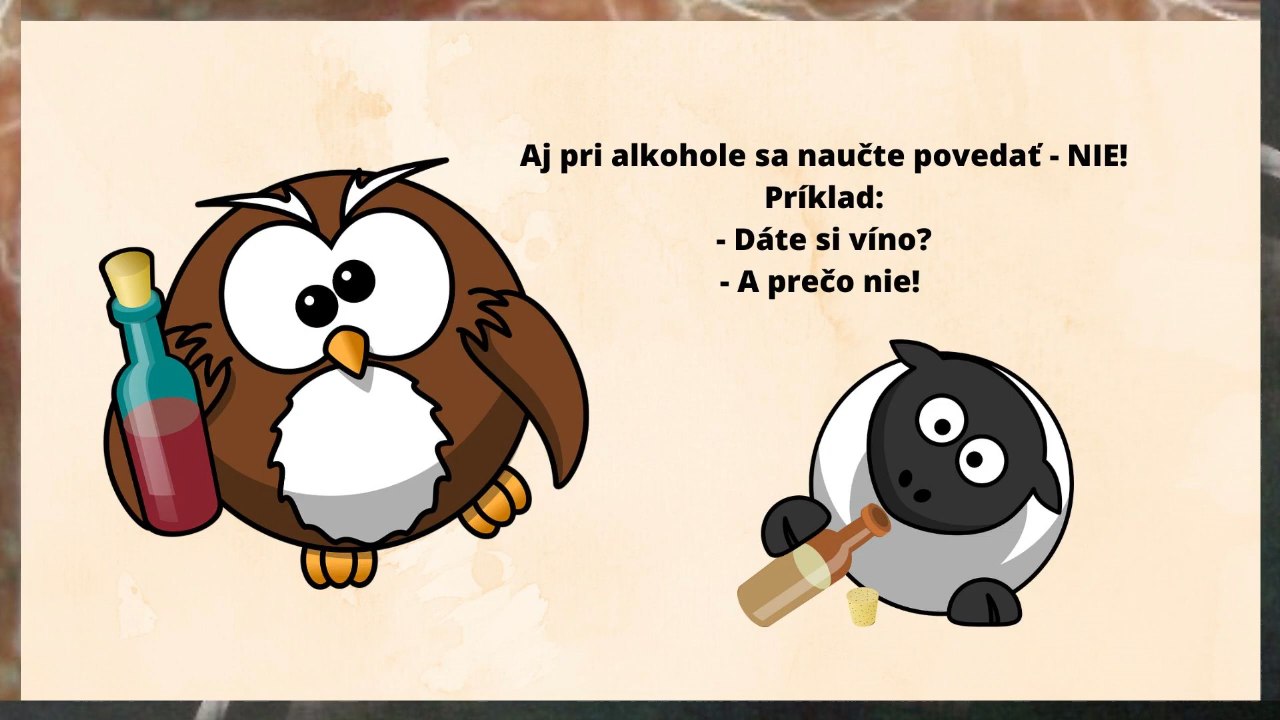 Aj pri alkohole sa naučte povedať - NIE!
Príklad:
- Dáte si víno?
- A prečo nie!